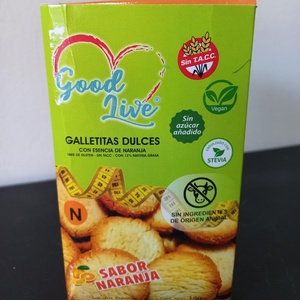 Good
Live
Sin T.A.C.C.
Vegan
Sin
azúcar
añadido
STEVIA
GALLETITAS DULCES
CON ESENCIA DE NARANJA
N
SIN INGREDIENTES
DE ORIGEN ANIMAL
SABOR
NARANJA